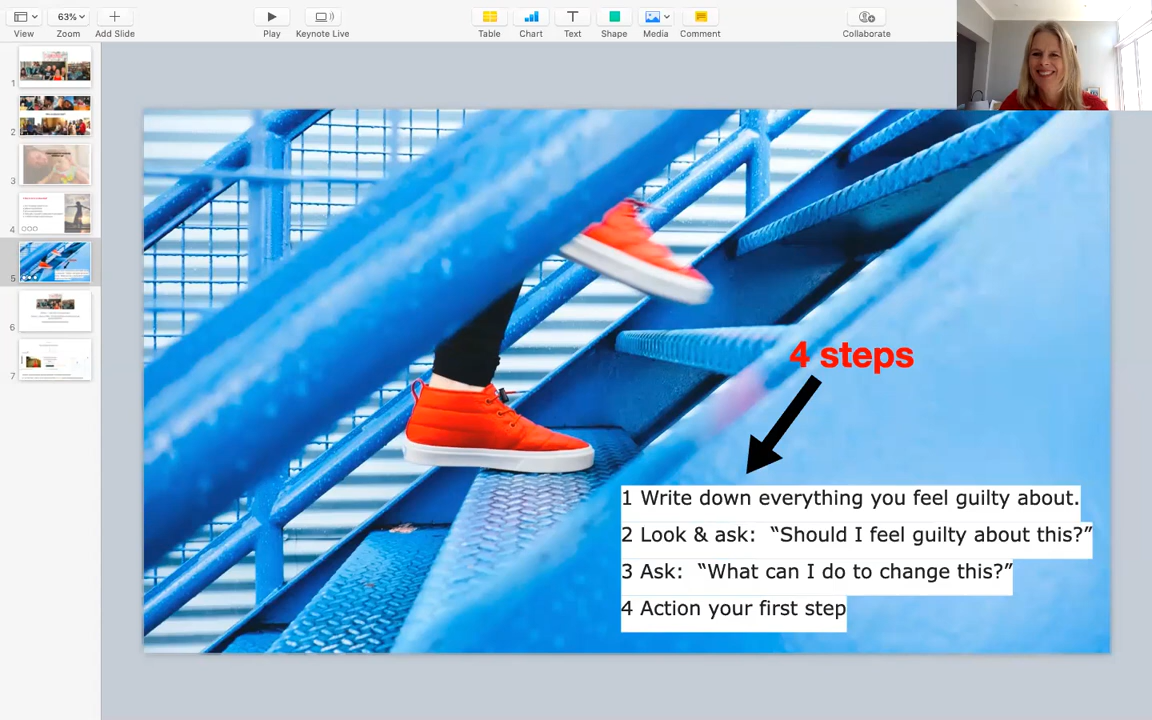 View
63%
Zoom
Add Slide
Play
Keynote Live
Table
Chart
Text
Shape
Media
Comment
Collaborate
1
2
3
4
5
6
7
4 steps
1 Write down everything you feel guilty about.
2 Look & ask:  “Should I feel guilty about this?”
3 Ask:  “What can I do to change this?”
4 Action your first step